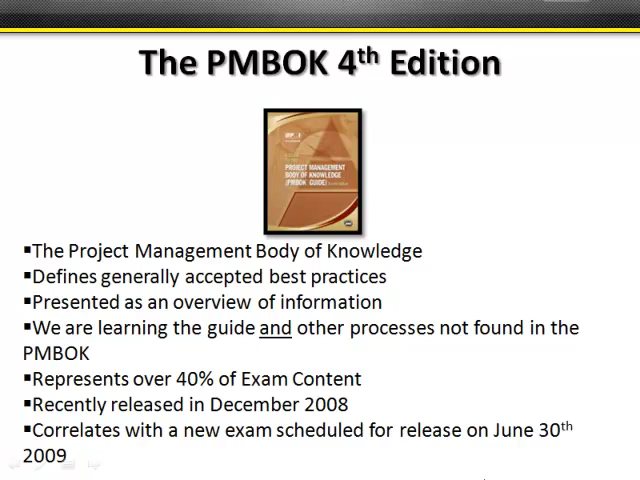 The PMBOK 4th Edition
PROJECT MANAGEMENT
BODY OF KNOWLEDGE
(PMBOK GUIDE)
▪The Project Management Body of Knowledge
▪Defines generally accepted best practices
▪Presented as an overview of information
▪We are learning the guide and other processes not found in the
PMBOK
▪Represents over 40% of Exam Content
▪Recently released in December 2008
▪Correlates with a new exam scheduled for release on June 30th
2009